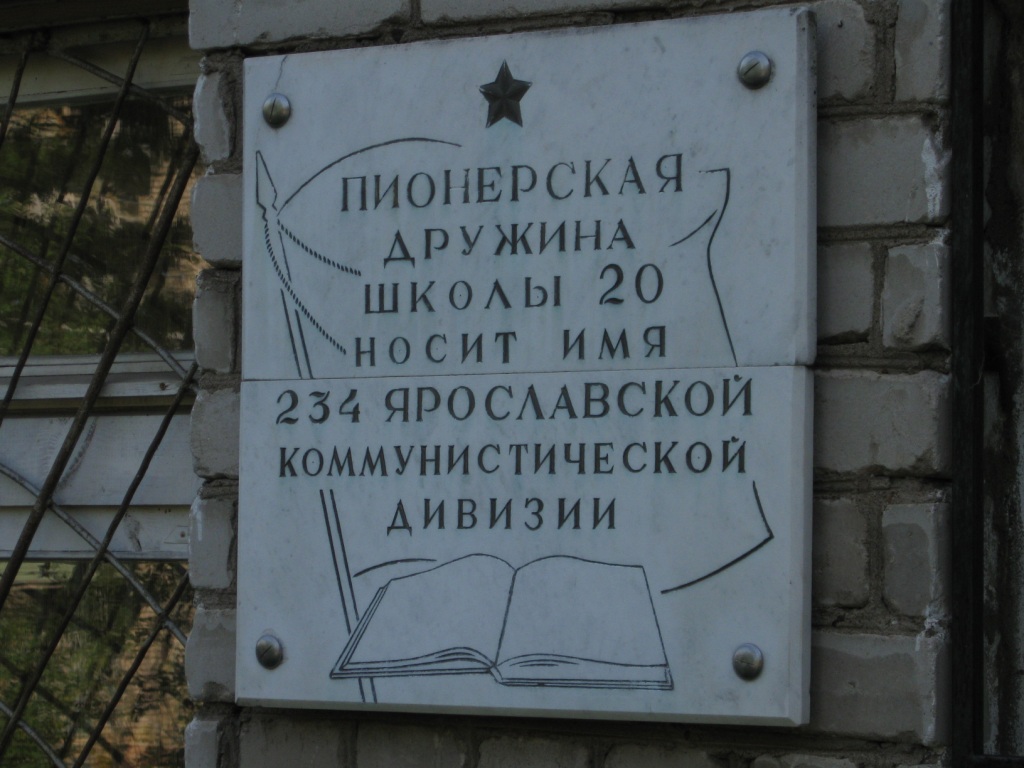 ПИОНЕРСКАЯ
ДРУЖИНА
ШКОЛЫ 20
НОСИТ ИМЯ
234 ЯРОСЛАВСКОЙ
КОММУНИСТИЧЕСКОЙ
ДИВИЗИИ